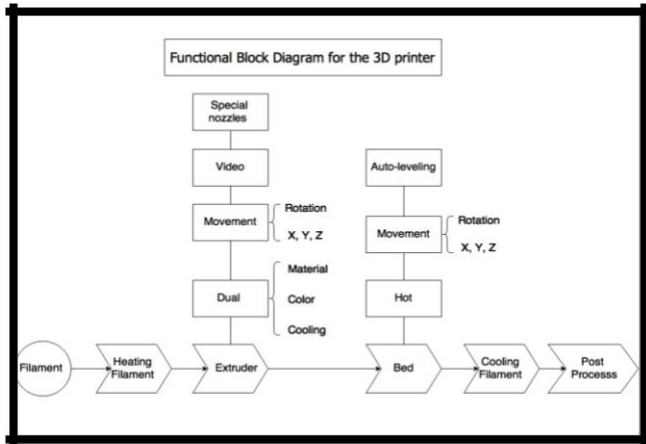 Functional Block Diagram for the 3D printer
Special
nozzles
Video
Auto-leveling
Movement
Rotation
X, Y, Z
Movement
Rotation
X, Y, Z
Dual
Material
Color
Cooling
Hot
Filament
Heating
Filament
Extruder
Bed
Cooling
Filament
Post
Processs